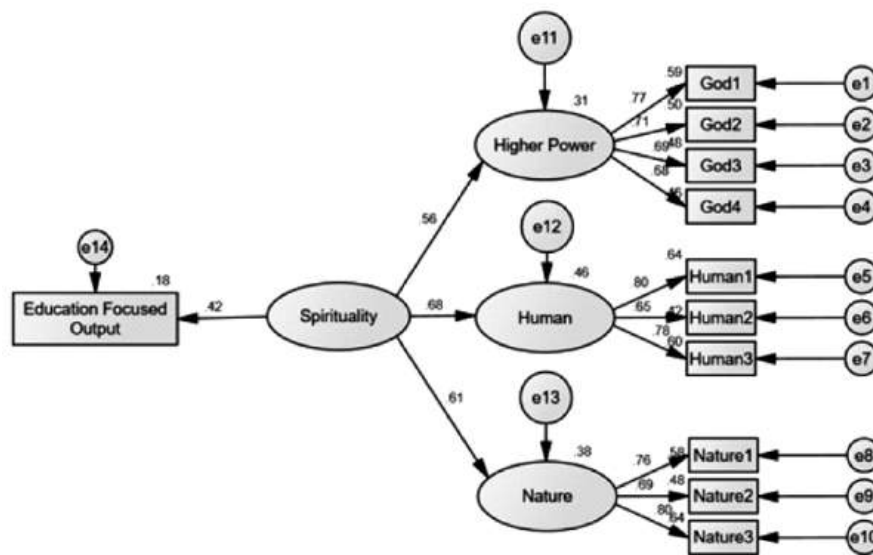 e11
.59
God1
e1
.31
.77
.50
God2
e2
.71
Higher Power
.69
.48
God3
e3
.68
.46
God4
e4
.56
e12
e14
.46
.64
Human1
e5
.18
.80
Education Focused
Output
.42
Spirituality
.68
Human
.65
.42
Human2
e6
.78
.60
Human3
e7
.61
e13
.38
.58
Nature1
e8
.76
Nature
.69
.48
Nature2
e9
.80
.64
Nature3
e10